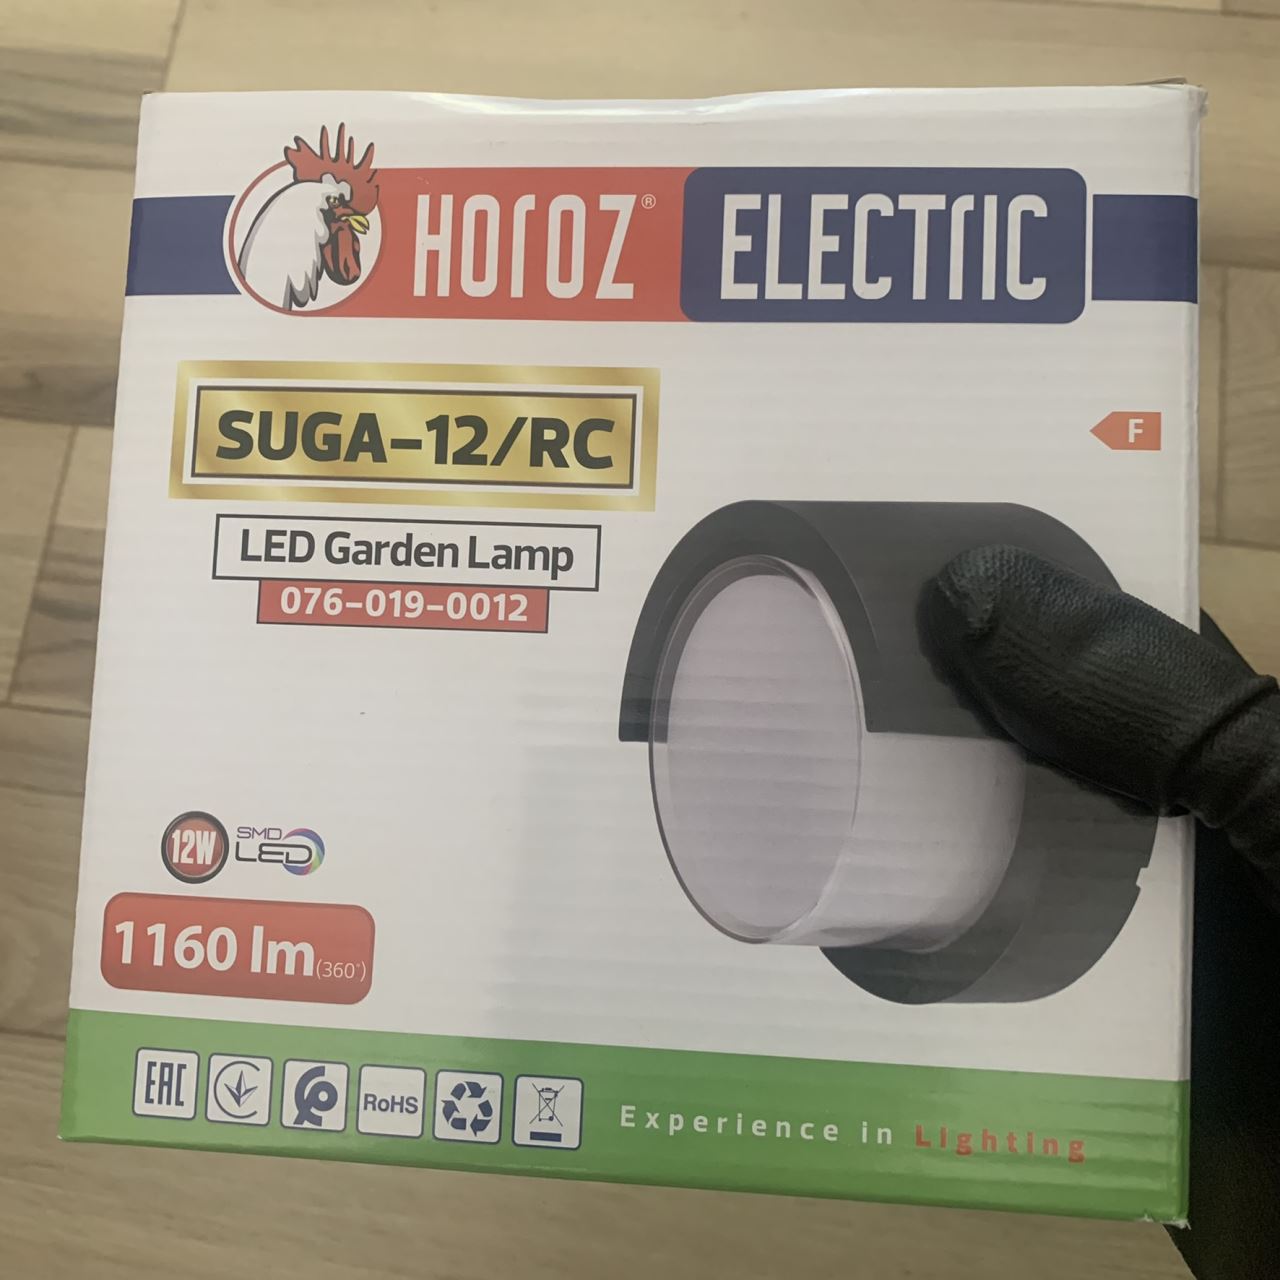 HOROZ® ELECTRIC
SUGA-12/RC
F
LED Garden Lamp
076-019-0012
12W SMD LED
1160 lm (360°)
EAC RoHS
Experience in Lighting